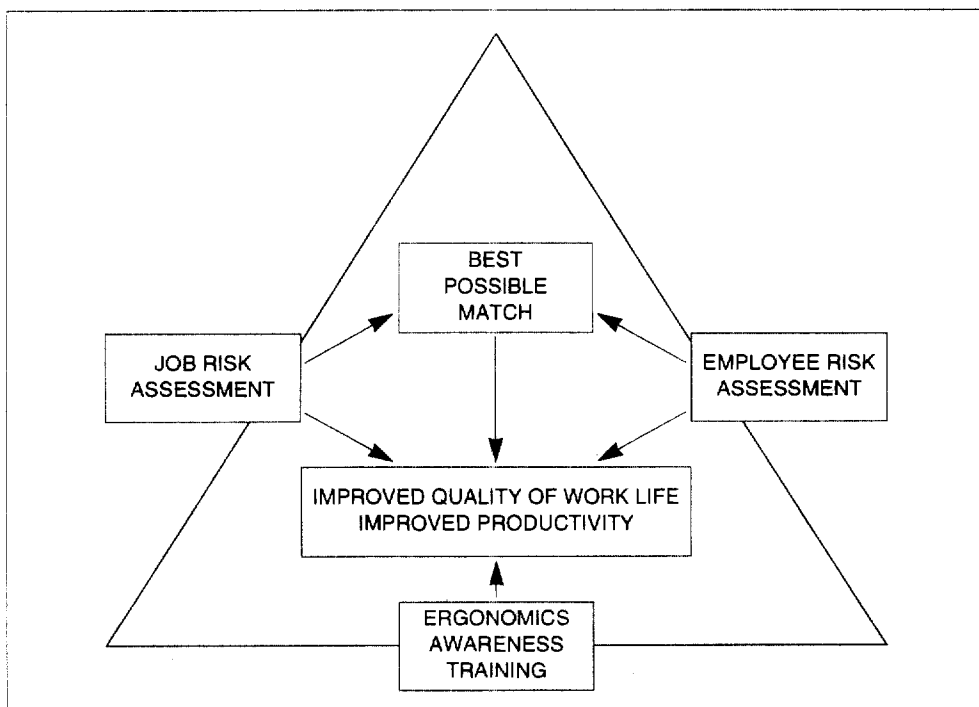 BEST
POSSIBLE
MATCH
JOB RISK
ASSESSMENT
EMPLOYEE RISK
ASSESSMENT
IMPROVED QUALITY OF WORK LIFE
IMPROVED PRODUCTIVITY
ERGONOMICS
AWARENESS
TRAINING